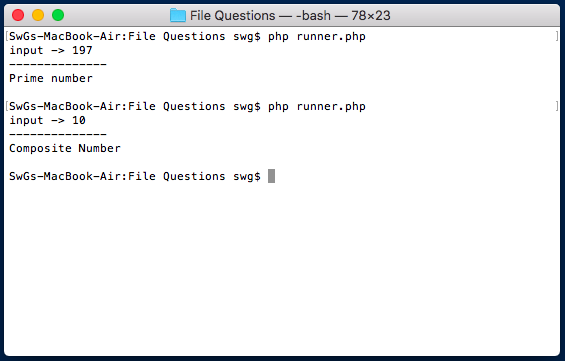 File Questions — -bash — 78×23
[SwGs-MacBook-Air:File Questions swg$ php runner.php ]
input -> 197
--------------
Prime number
[SwGs-MacBook-Air:File Questions swg$ php runner.php ]
input -> 10
--------------
Composite Number
SwGs-MacBook-Air:File Questions swg$